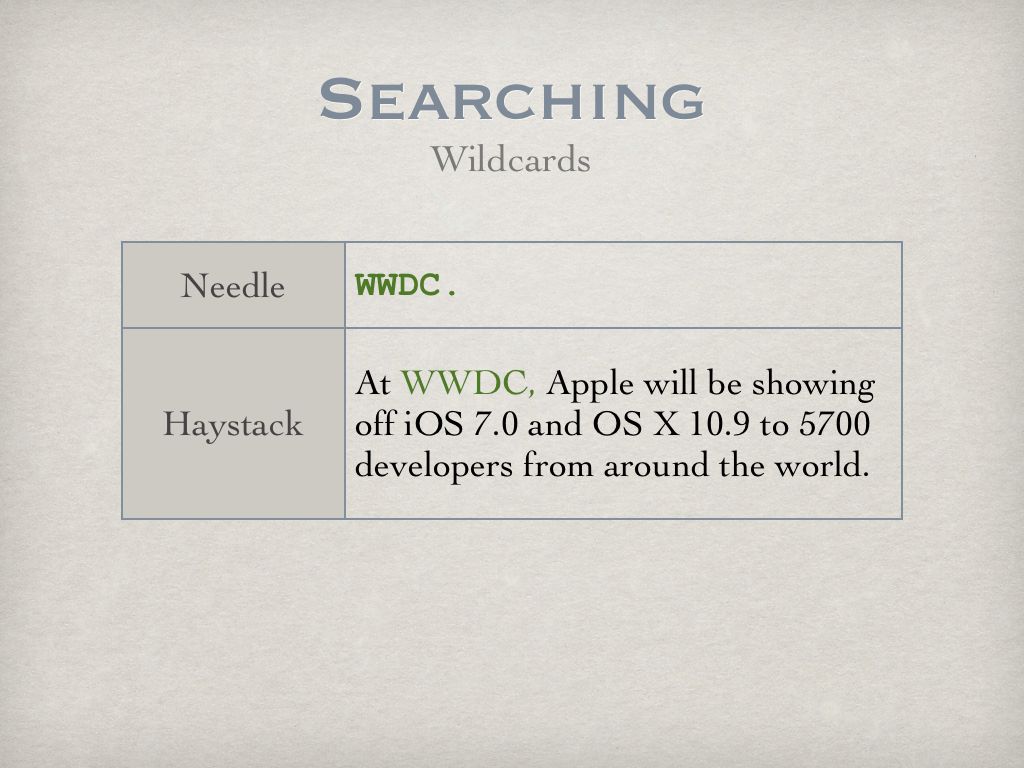 Searching
Wildcards
Needle
WWDC.
Haystack
At WWDC, Apple will be showing
off iOS 7.0 and OS X 10.9 to 5700
developers from around the world.